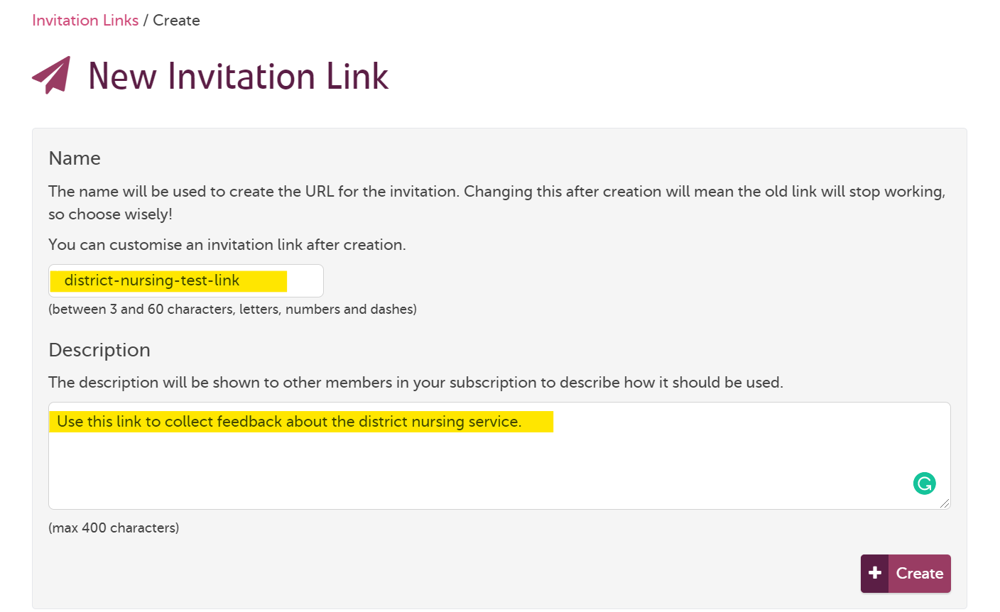 Invitation Links / Create
New Invitation Link
Name
The name will be used to create the URL for the invitation. Changing this after creation will mean the old link will stop working,
so choose wisely!
You can customise an invitation link after creation.
district-nursing-test-link
(between 3 and 60 characters, letters, numbers and dashes)
Description
The description will be shown to other members in your subscription to describe how it should be used.
Use this link to collect feedback about the district nursing service.
(max 400 characters)
+ Create